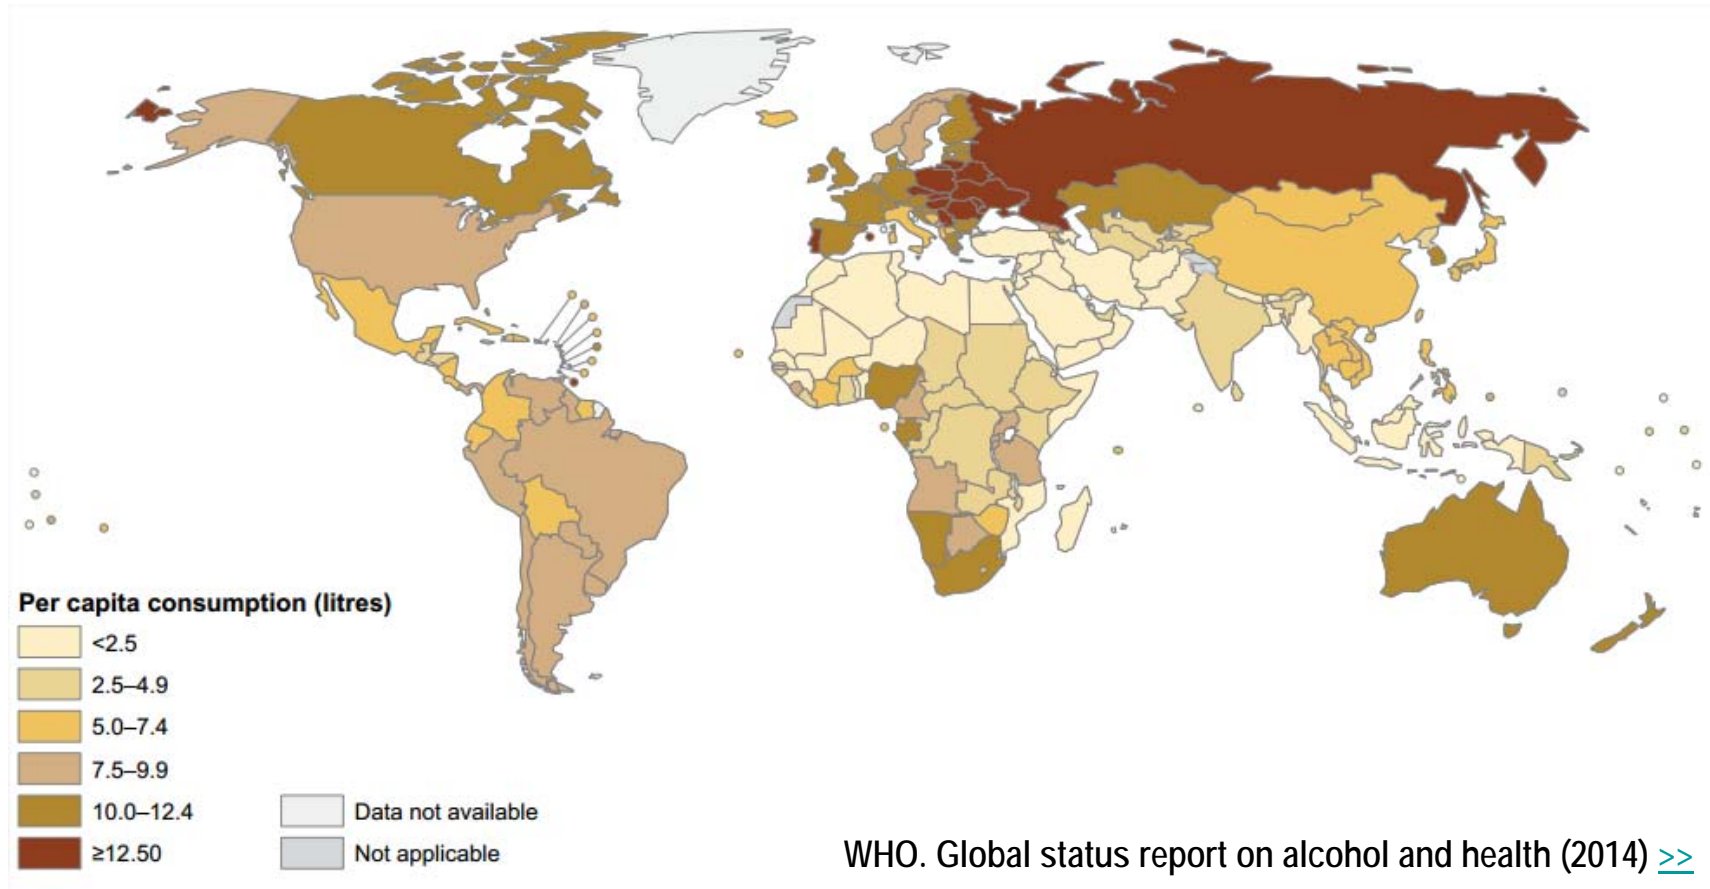 Per capita consumption (litres)
<2.5
2.5–4.9
5.0–7.4
7.5–9.9
10.0–12.4
≥12.50
Data not available
Not applicable
WHO. Global status report on alcohol and health (2014) >>